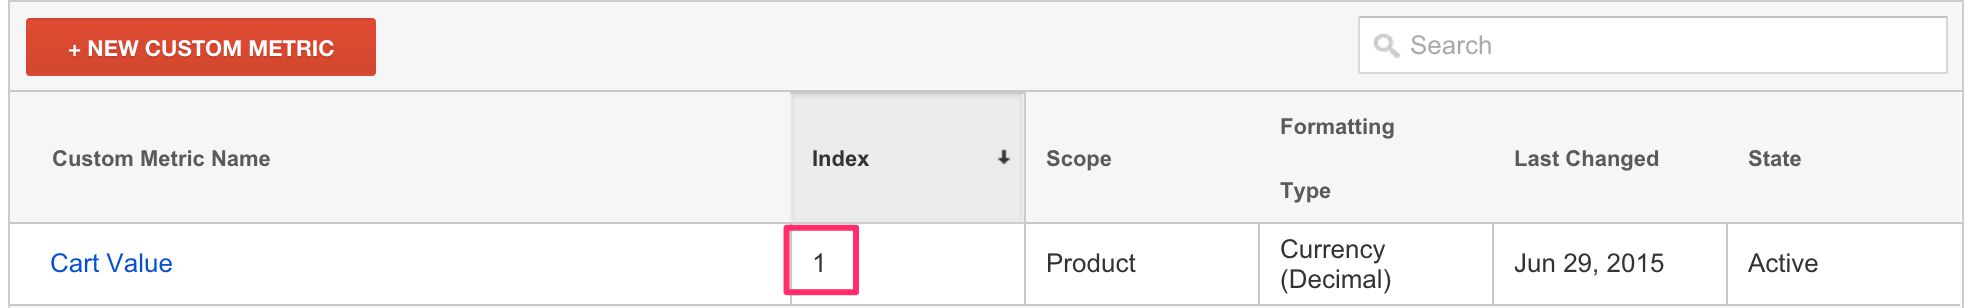 + NEW CUSTOM METRIC
Search
Custom Metric Name
Index
Scope
Formatting
Type
Last Changed
State
Cart Value
1
Product
Currency
(Decimal)
Jun 29, 2015
Active